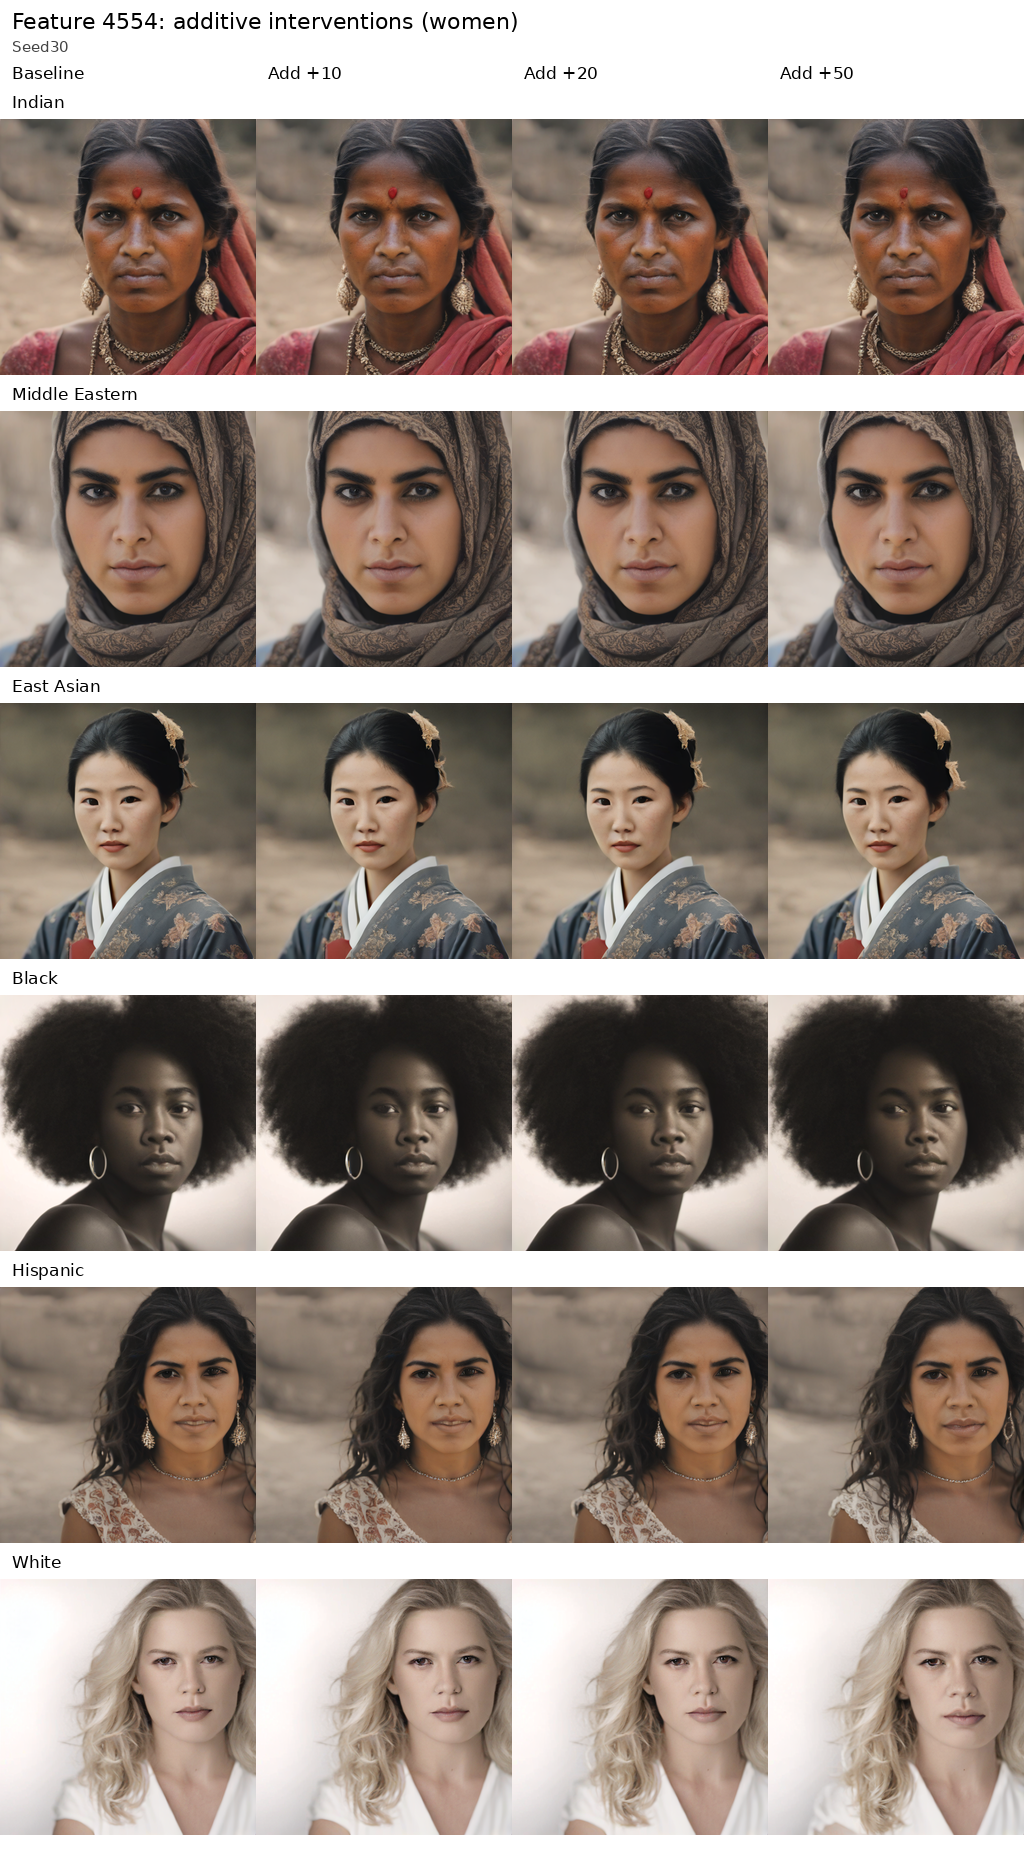 Feature 4554: additive interventions (women)
Seed30
Baseline Add +10 Add +20 Add +50
Indian
Middle Eastern
East Asian
Black
Hispanic
White